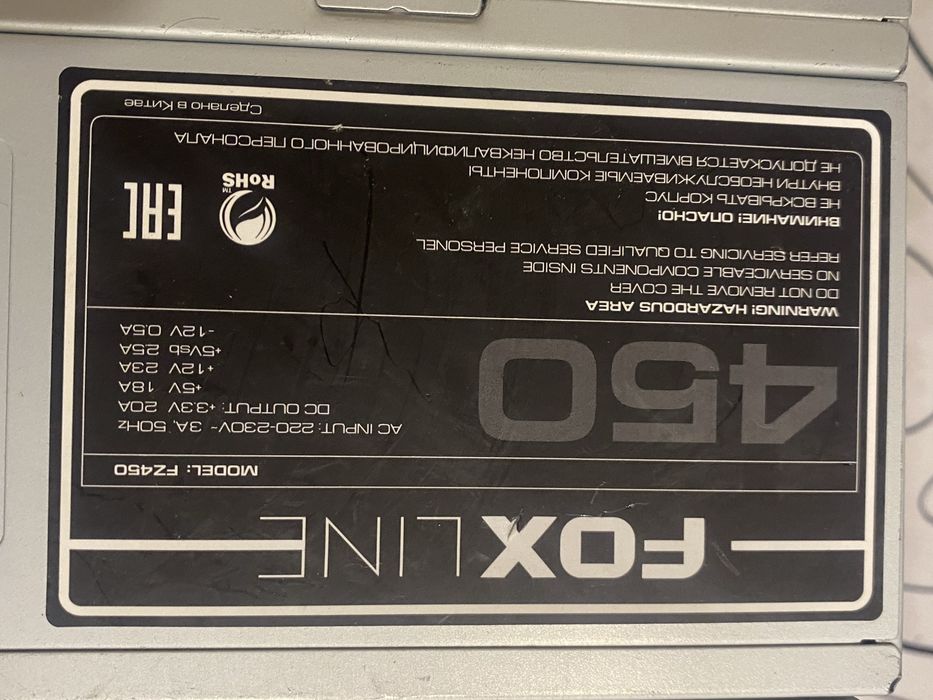 FOXLINE
MODEL: FZ450
450
AC INPUT: 220-230V~ 3A, 50Hz
DC OUTPUT: +3.3V 20A
+5V 18A
+12V 23A
+5Vsb 2.5A
-12V 0.5A
WARNING! HAZARDOUS AREA
DO NOT REMOVE THE COVER
NO SERVICEABLE COMPONENTS INSIDE
REFER SERVICING TO QUALIFIED SERVICE PERSONEL
ВНИМАНИЕ! ОПАСНО!
НЕ ВСКРЫВАТЬ КОРПУС
ВНУТРИ НЕОБСЛУЖИВАЕМЫЕ КОМПОНЕНТЫ
НЕ ДОПУСКАЕТСЯ ВМЕШАТЕЛЬСТВО НЕКВАЛИФИЦИРОВАННОГО ПЕРСОНАЛА
RoHS
TM
EAC
Сделано в Китае